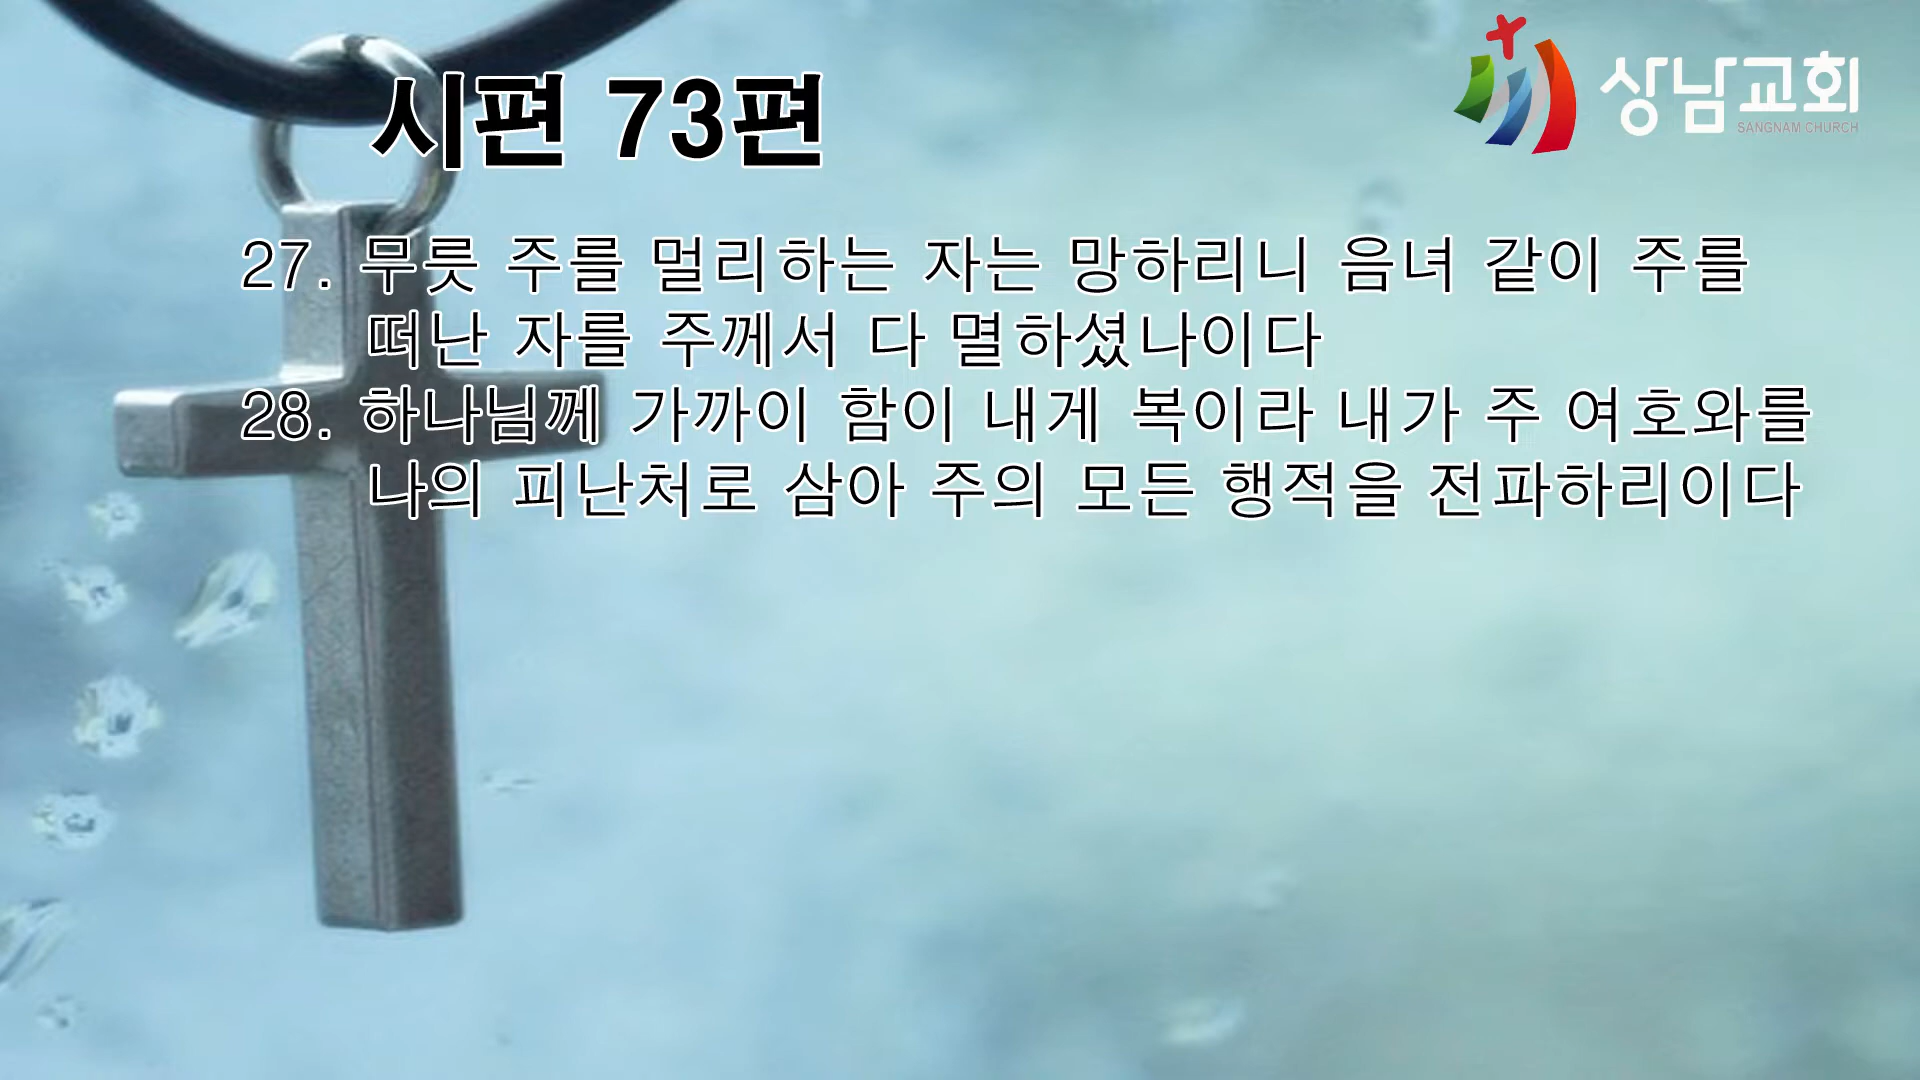 시편 73편
상남교회
SANGNAM CHURCH
27. 무릇 주를 멀리하는 자는 망하리니 음녀 같이 주를
떠난 자를 주께서 다 멸하셨나이다
28. 하나님께 가까이 함이 내게 복이라 내가 주 여호와를
나의 피난처로 삼아 주의 모든 행적을 전파하리이다